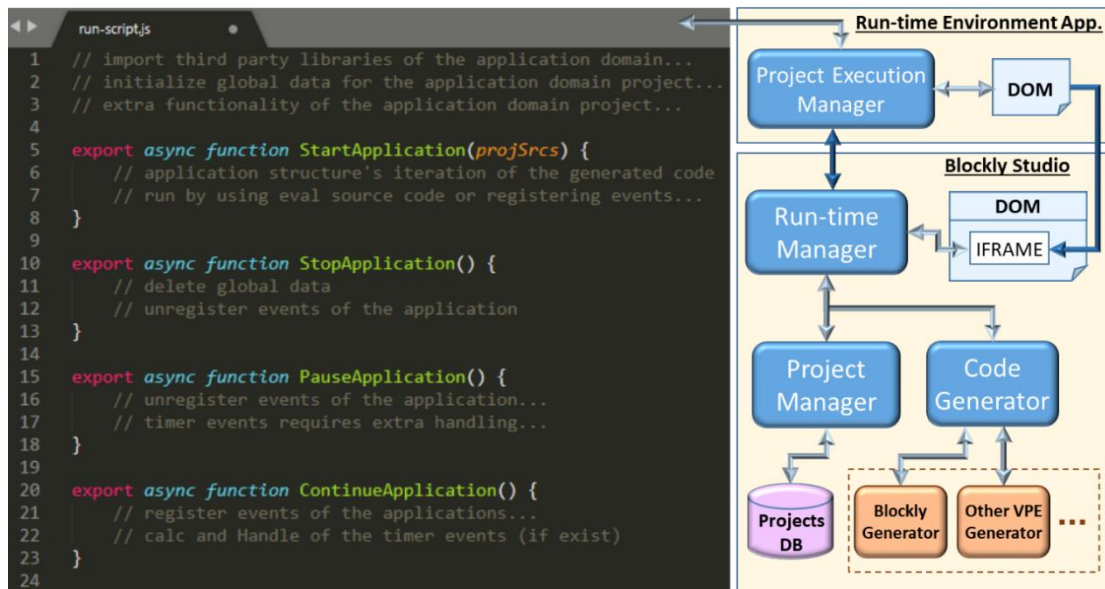 run-script.js
1 // import third party libraries of the application domain...
2 // initialize global data for the application domain project...
3 // extra functionality of the application domain project...
4
5 export async function StartApplication(projSrcs) {
6 // application structure's iteration of the generated code
7 // run by using eval source code or registering events...
8 }
9
10 export async function StopApplication() {
11 // delete global data
12 // unregister events of the application
13 }
14
15 export async function PauseApplication() {
16 // unregister events of the application...
17 // timer events requires extra handling...
18 }
19
20 export async function ContinueApplication() {
21 // register events of the applications...
22 // calc and Handle of the timer events (if exist)
23 }
24
Run-time Environment App.
Project Execution
Manager
DOM
Blockly Studio
Run-time
Manager
DOM
IFRAME
Project
Manager
Code
Generator
Projects
DB
Blockly
Generator
Other VPE
Generator
...